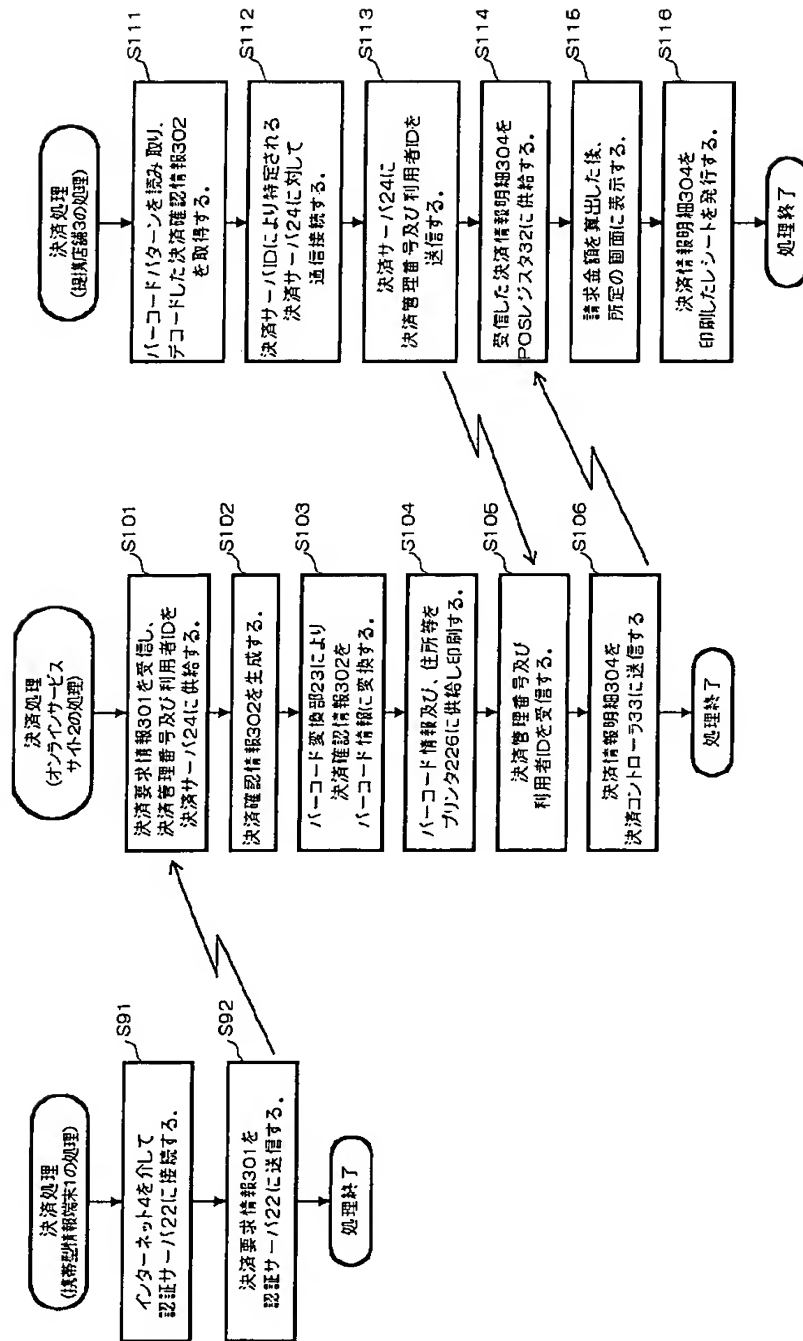 決済処理
(携帯型情報端末1の処理)
S91
インターネット4を介して
認証サーバ22に接続する。
S92
決済要求情報301を
認証サーバ22に送信する。
処理終了
決済処理
(オンラインサービス
サイト2の処理)
S101
決済要求情報301を受信し、
決済管理番号及び利用者IDを
決済サーバ24に供給する。
S102
決済確認情報302を生成する。
S103
バーコード変換部23により
決済確認情報302を
バーコード情報に変換する。
S104
バーコード情報及び、住所等を
プリンタ226に供給し印刷する。
S105
決済管理番号及び
利用者IDを受信する。
S106
決済情報明細304を
決済コントローラ33に送信する
処理終了
決済処理
(提携店舗3の処理)
S111
バーコードパターンを読み取り、
デコードした決済確認情報302
を取得する。
S112
決済サーバIDにより特定される
決済サーバ24に対して
通信接続する。
S113
決済サーバ24に
決済管理番号及び利用者IDを
送信する。
S114
受信した決済情報明細304を
POSレジスタ32に供給する。
S115
請求金額を算出した後、
所定の画面に表示する。
S116
決済情報明細304を
印刷したレシートを発行する。
処理終了